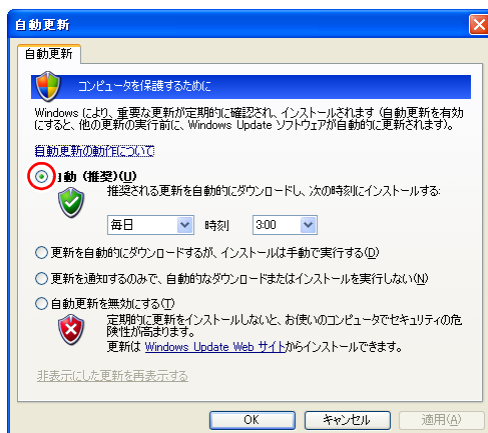 自動更新
自動更新
コンピュータを保護するために
Windows により、重要な更新が定期的に確認され、インストールされます (自動更新を有効
にすると、他の更新の実行前に、Windows Update ソフトウェアが自動的に更新されます)。
自動更新の動作について
自動 (推奨)(U)
推奨される更新を自動的にダウンロードし、次の時刻にインストールする:
毎日 時刻 3:00
更新を自動的にダウンロードするが、インストールは手動で実行する(D)
更新を通知するのみで、自動的なダウンロードまたはインストールを実行しない(N)
自動更新を無効にする(T)
定期的に更新をインストールしないと、お使いのコンピュータでセキュリティの危
険性が高まります。
更新は Windows Update Web サイトからインストールできます。
非表示にした更新を再表示する
OK キャンセル 適用(A)